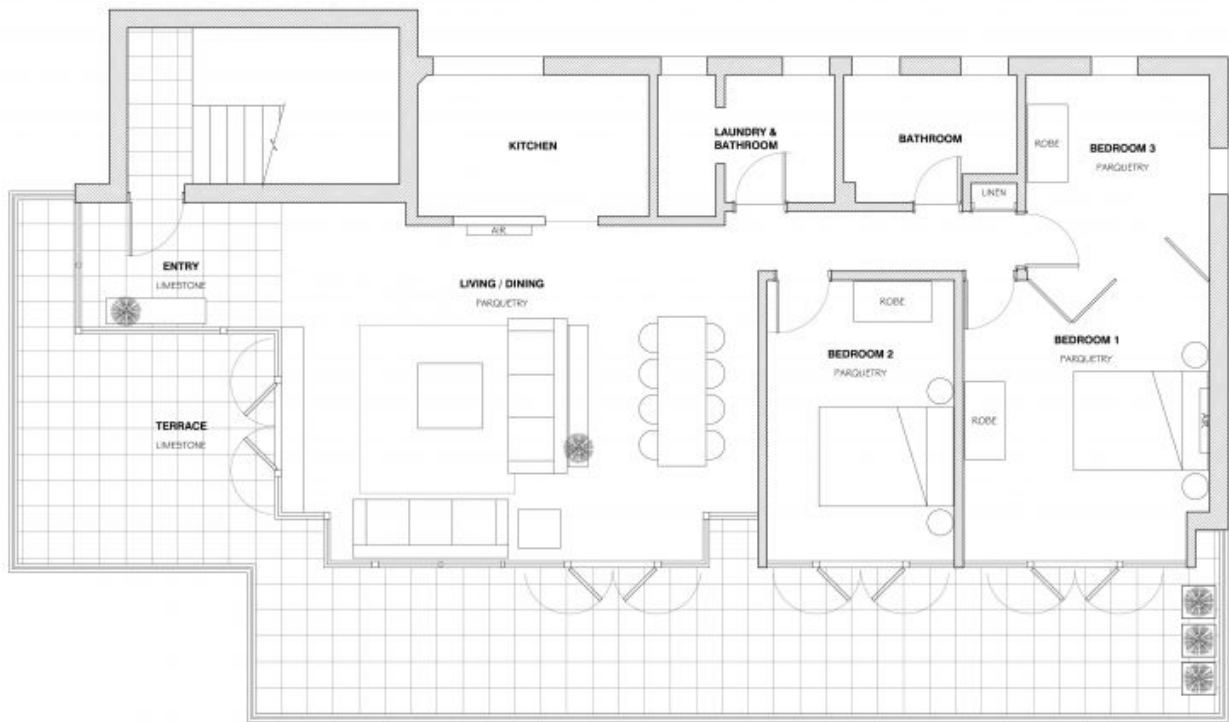 KITCHEN
LAUNDRY &
BATHROOM
BATHROOM
ROBE
BEDROOM 3
PARQUETRY
LINEN
AIR
ENTRY
LIMESTONE
LIVING / DINING
PARQUETRY
ROBE
BEDROOM 2
PARQUETRY
BEDROOM 1
PARQUETRY
ROBE
AIR
TERRACE
LIMESTONE